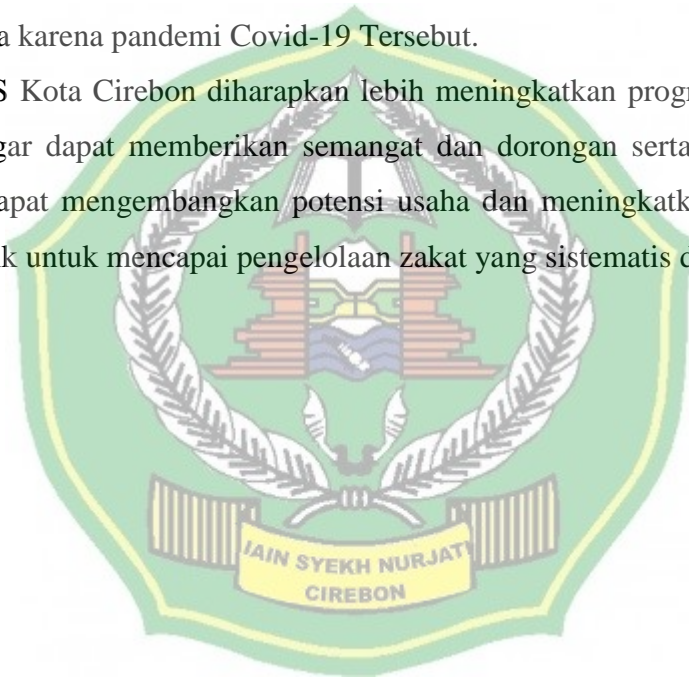 a karena pandemi Covid-19 Tersebut.
S Kota Cirebon diharapkan lebih meningkatkan progr
gar dapat memberikan semangat dan dorongan serta
apat mengembangkan potensi usaha dan meningkatk
k untuk mencapai pengelolaan zakat yang sistematis d
IAIN SYEKH NURJATI
CIREBON